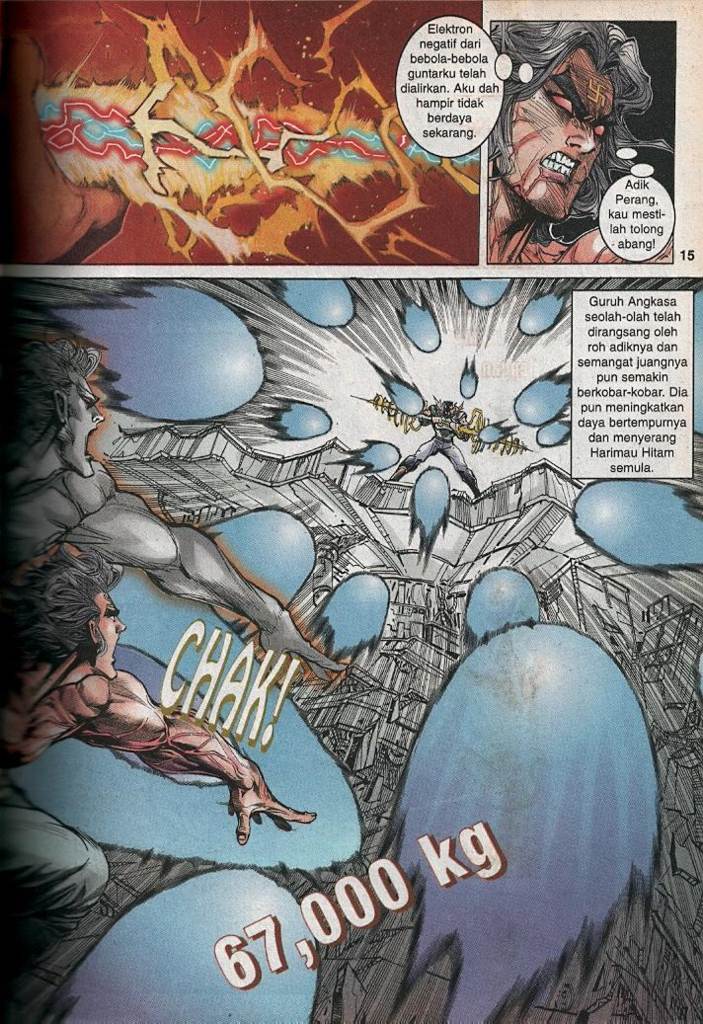 Elektron
negatif dari
bebola-bebola
gunturku telah
dialirkan. Aku dah
hampir tidak
berdaya
sekarang.
Adik
Perang,
kau mesti-
lah tolong
abang!
15
Guruh Angkasa
seolah-olah telah
dirangsang oleh
roh adiknya dan
semangat juangnya
pun semakin
berkobar-kobar. Dia
pun meningkatkan
daya bertempurnya
dan menyerang
Harimau Hitam
semula.
CHAK!
67,000 kg